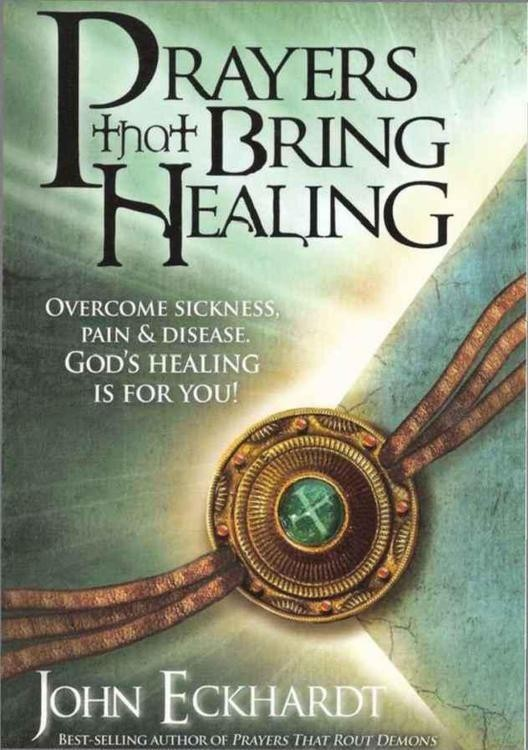 PRAYERS
that BRING
HEALING
OVERCOME SICKNESS,
PAIN & DISEASE.
GOD'S HEALING
IS FOR YOU!
JOHN ECKHARDT
BEST-SELLING AUTHOR OF PRAYERS THAT ROUT DEMONS